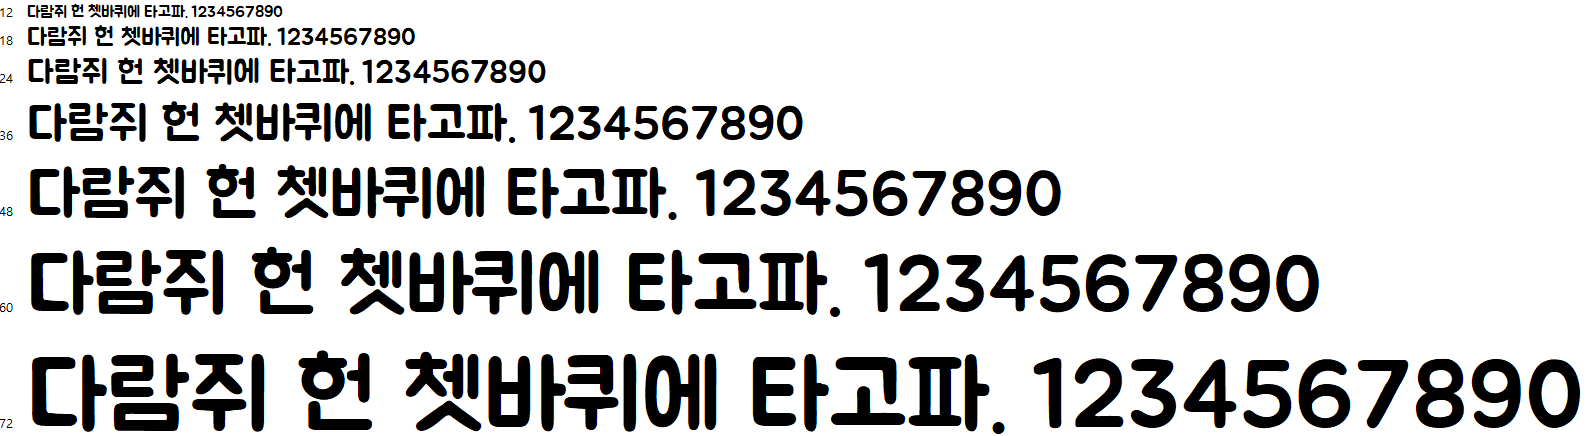 12 다람쥐 헌 쳇바퀴에 타고파. 1234567890
18 다람쥐 헌 쳇바퀴에 타고파. 1234567890
24 다람쥐 헌 쳇바퀴에 타고파. 1234567890
36 다람쥐 헌 쳇바퀴에 타고파. 1234567890
48 다람쥐 헌 쳇바퀴에 타고파. 1234567890
60 다람쥐 헌 쳇바퀴에 타고파. 1234567890
72 다람쥐 헌 쳇바퀴에 타고파. 1234567890